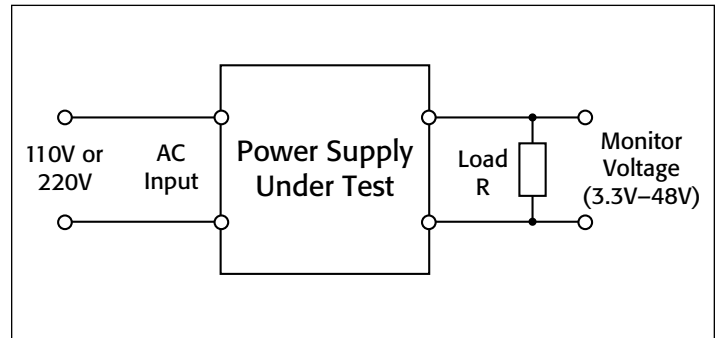 110V or
220V
AC
Input
Power Supply
Under Test
Load
R
Monitor
Voltage
(3.3V–48V)